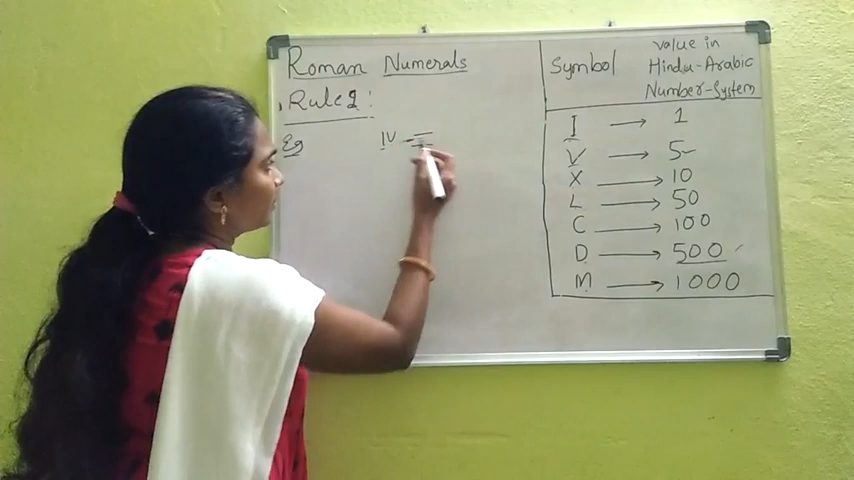 Roman Numerals
Rule 2 :
Eg
IV =
Symbol
value in
Hindu-Arabic
Number-System
I → 1
V → 5
X → 10
L → 50
C → 100
D → 500
M → 1000